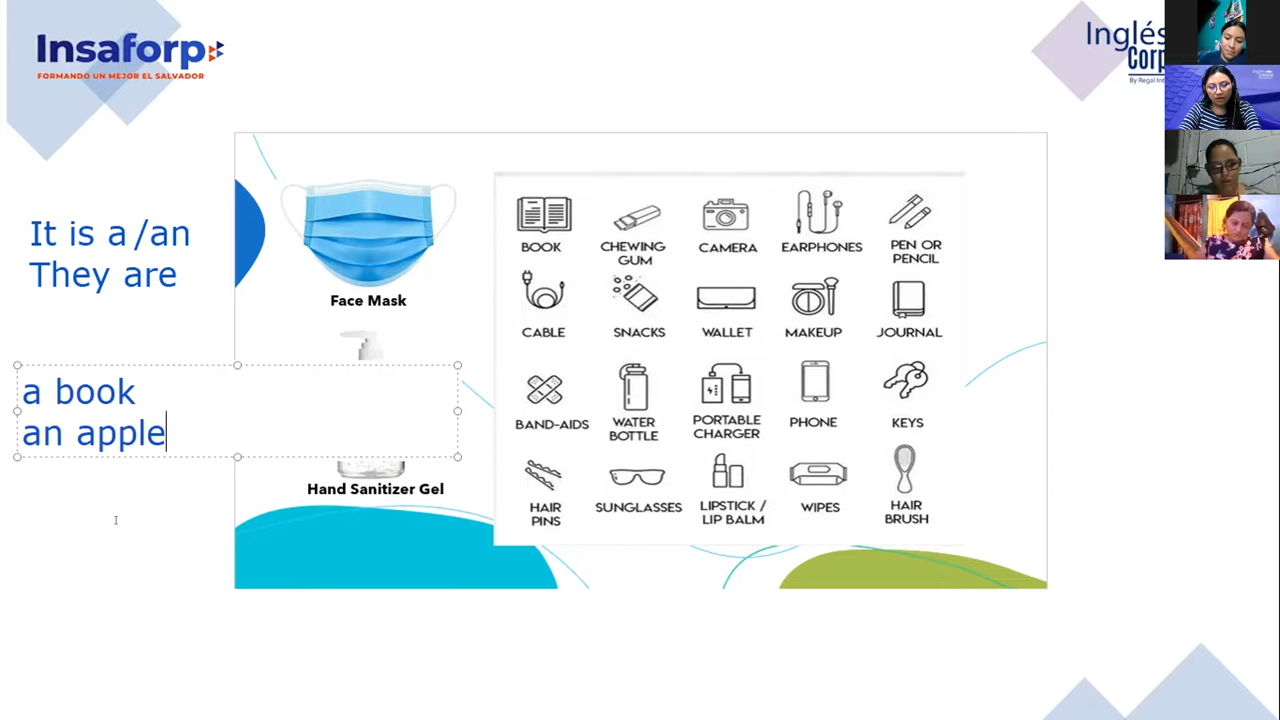 Insaforp
FORMANDO UN MEJOR EL SALVADOR
Inglés
Corp
It is a /an
They are
a book
an apple
Face Mask
Hand Sanitizer Gel
BOOK
CHEWING GUM
CAMERA
EARPHONES
PEN OR PENCIL
CABLE
SNACKS
WALLET
MAKEUP
JOURNAL
BAND-AIDS
WATER BOTTLE
PORTABLE CHARGER
PHONE
KEYS
HAIR PINS
SUNGLASSES
LIPSTICK / LIP BALM
WIPES
HAIR BRUSH